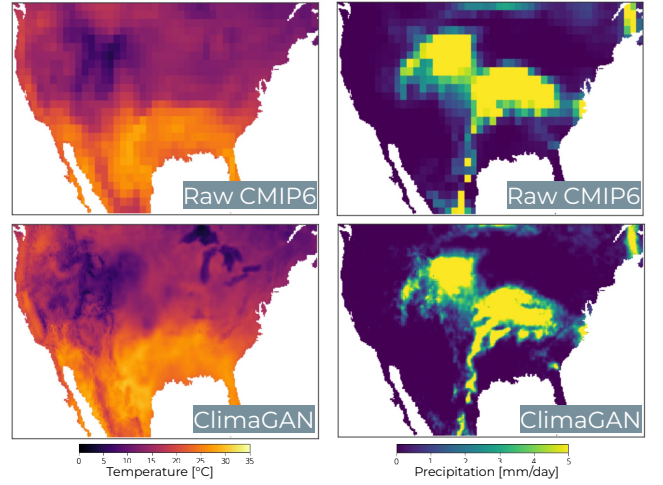 Raw CMIP6 Raw CMIP6
ClimaGAN ClimaGAN
0 5 10 15 20 25 30 35 0 1 2 3 4 5
Temperature [°C] Precipitation [mm/day]